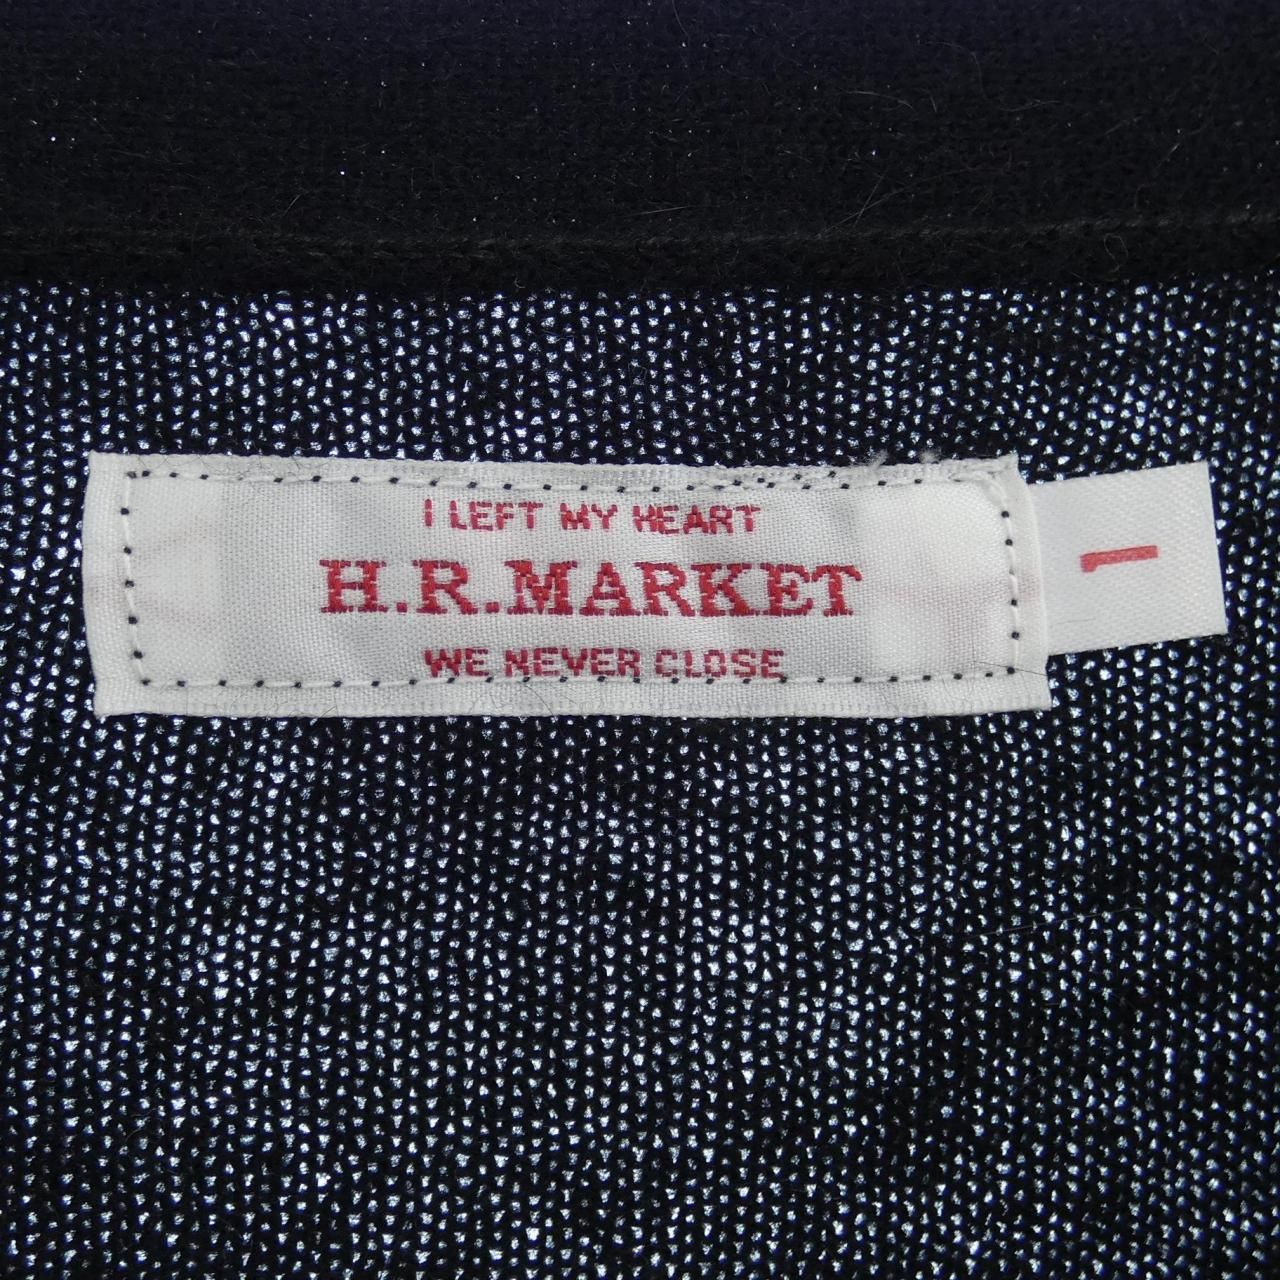 I LEFT MY HEART
H.R.MARKET
WE NEVER CLOSE
1